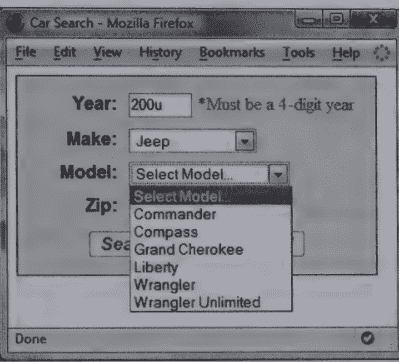 Car Search - Mozilla Firefox
File Edit View History Bookmarks Tools Help
Year: 200u *Must be a 4-digit year
Make: Jeep
Model: Select Model...
Zip: Select Model...
Commander
Compass
Sea Grand Cherokee
Liberty
Wrangler
Wrangler Unlimited
Done